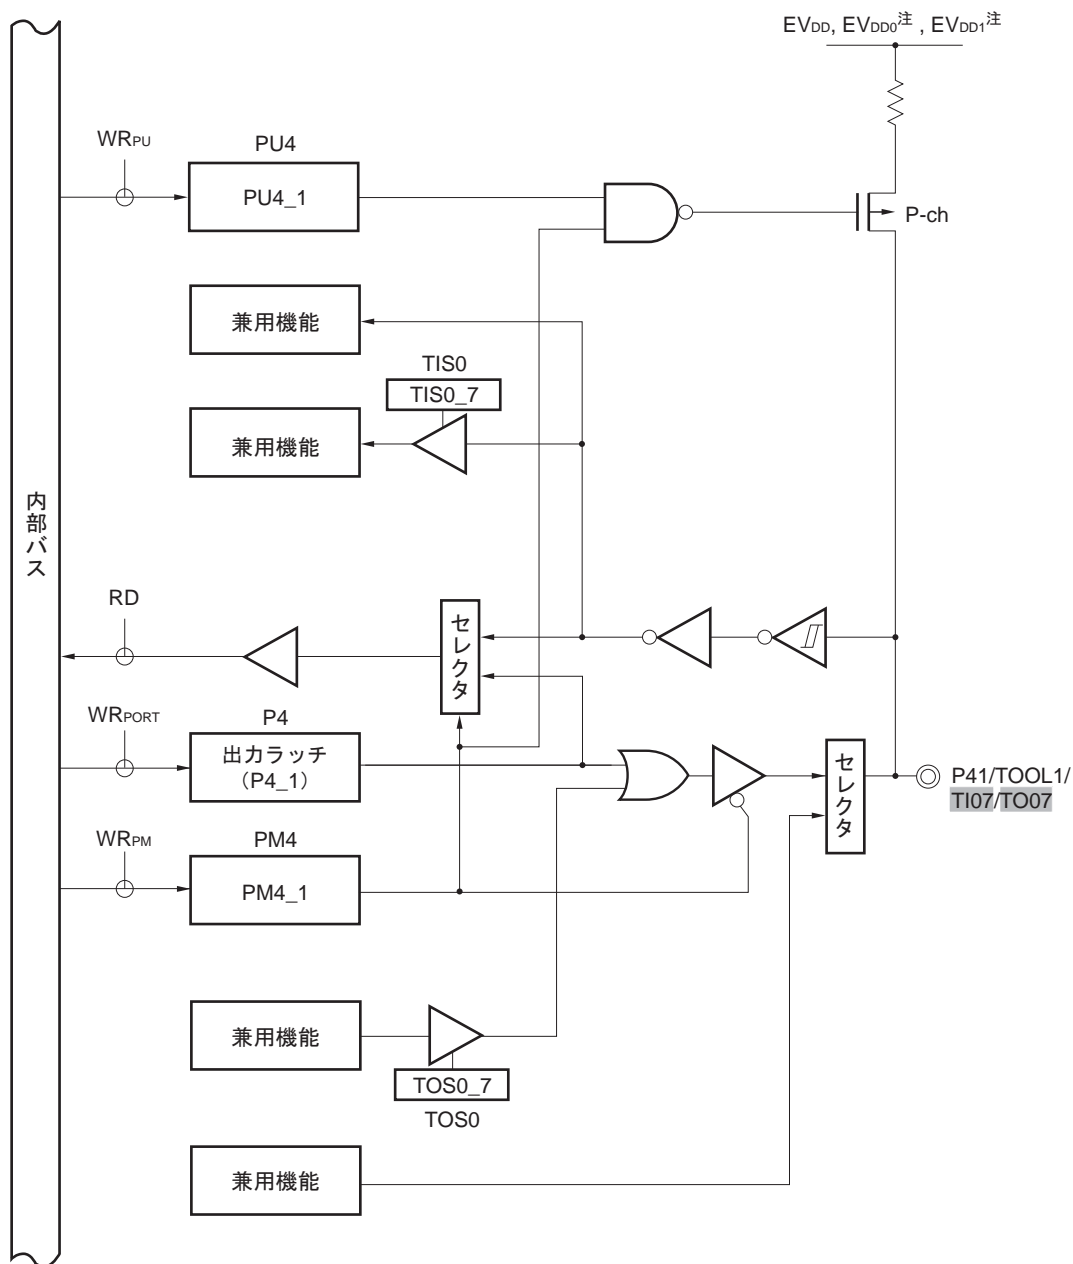 EVDD, EVDD0注 , EVDD1注
WRPU
PU4
PU4_1
P-ch
兼用機能
TIS0
TIS0_7
兼用機能
内部バス
RD
セレクタ
WRPORT
P4
出力ラッチ
（P4_1）
セレクタ
P41/TOOL1/
TI07/TO07
WRPM
PM4
PM4_1
兼用機能
TOS0_7
TOS0
兼用機能